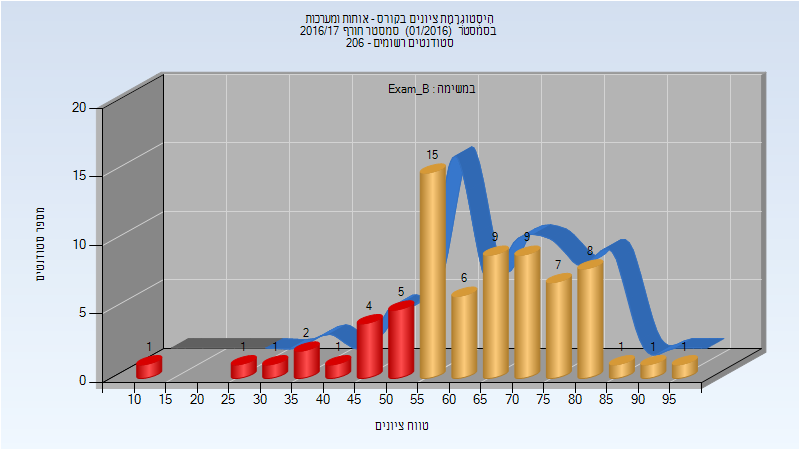 היסטוגרמת ציונים בקורס - אותות ומערכות
בסמסטר (01/2016) סמסטר חורף 2016/17
סטודנטים רשומים - 206
במשימה : Exam_B
מספר סטודנטים
20
15
10
5
0
1 1 1 2 1 4 5 15 6 9 9 7 8 1 1 1
10 15 20 25 30 35 40 45 50 55 60 65 70 75 80 85 90 95
טווח ציונים